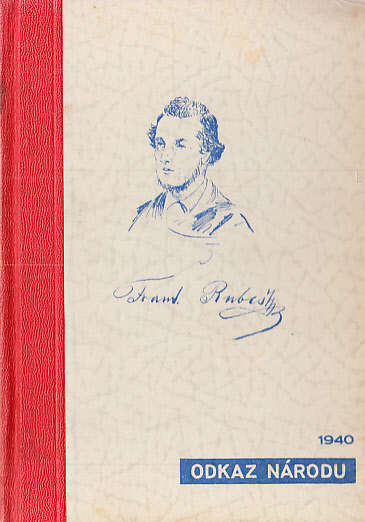 Frant. Rubeš
1940
ODKAZ NÁRODU